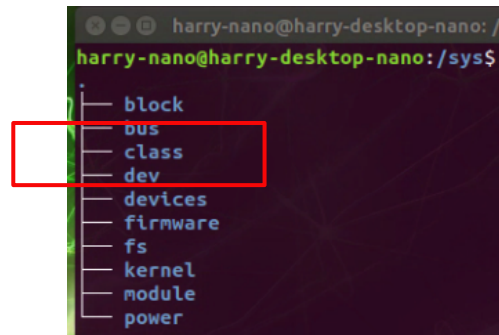 harry-nano@harry-desktop-nano: /
harry-nano@harry-desktop-nano:/sys$
.
├── block
├── bus
├── class
├── dev
├── devices
├── firmware
├── fs
├── kernel
├── module
└── power